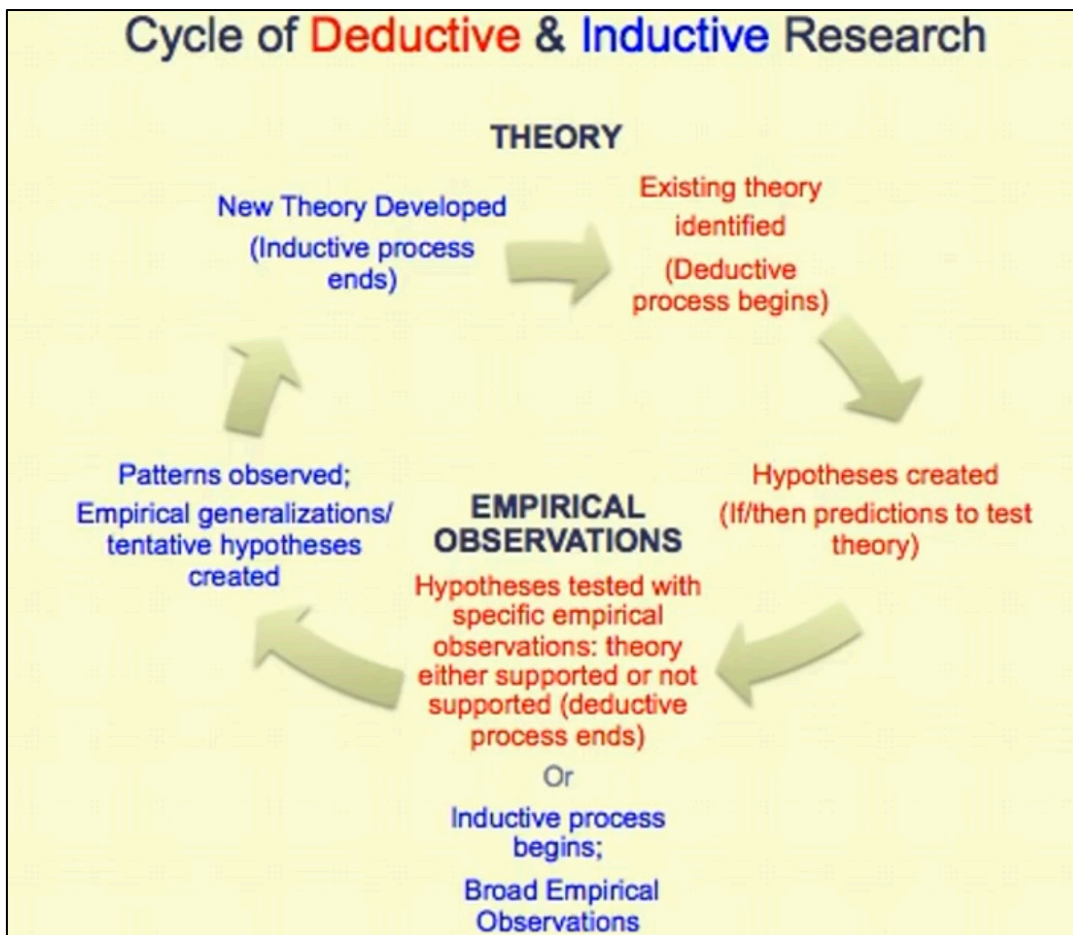 Cycle of Deductive & Inductive Research
THEORY
New Theory Developed
(Inductive process
ends)
Existing theory
identified
(Deductive
process begins)
Hypotheses created
(If/then predictions to test
theory)
EMPIRICAL
OBSERVATIONS
Hypotheses tested with
specific empirical
observations: theory
either supported or not
supported (deductive
process ends)
Or
Inductive process
begins;
Broad Empirical
Observations
Patterns observed;
Empirical generalizations/
tentative hypotheses
created